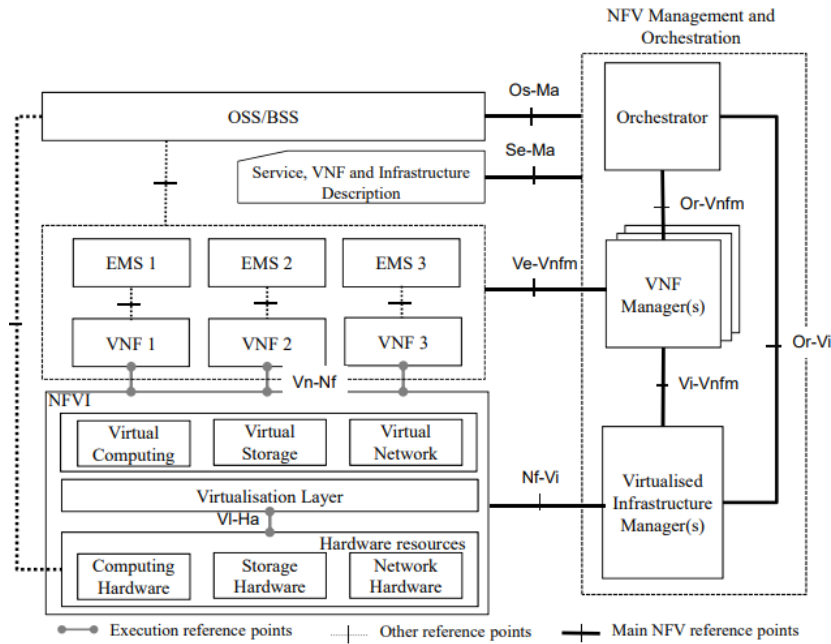 NFV Management and
Orchestration
Os-Ma
OSS/BSS
Orchestrator
Se-Ma
Service, VNF and Infrastructure
Description
Or-Vnfm
EMS 1
EMS 2
EMS 3
Ve-Vnfm
VNF
Manager(s)
VNF 1
VNF 2
VNF 3
Or-Vi
Vn-Nf
Vi-Vnfm
NFVI
Virtual
Computing
Virtual
Storage
Virtual
Network
Nf-Vi
Virtualised
Infrastructure
Manager(s)
Virtualisation Layer
Vl-Ha
Hardware resources
Computing
Hardware
Storage
Hardware
Network
Hardware
Execution reference points
Other reference points
Main NFV reference points